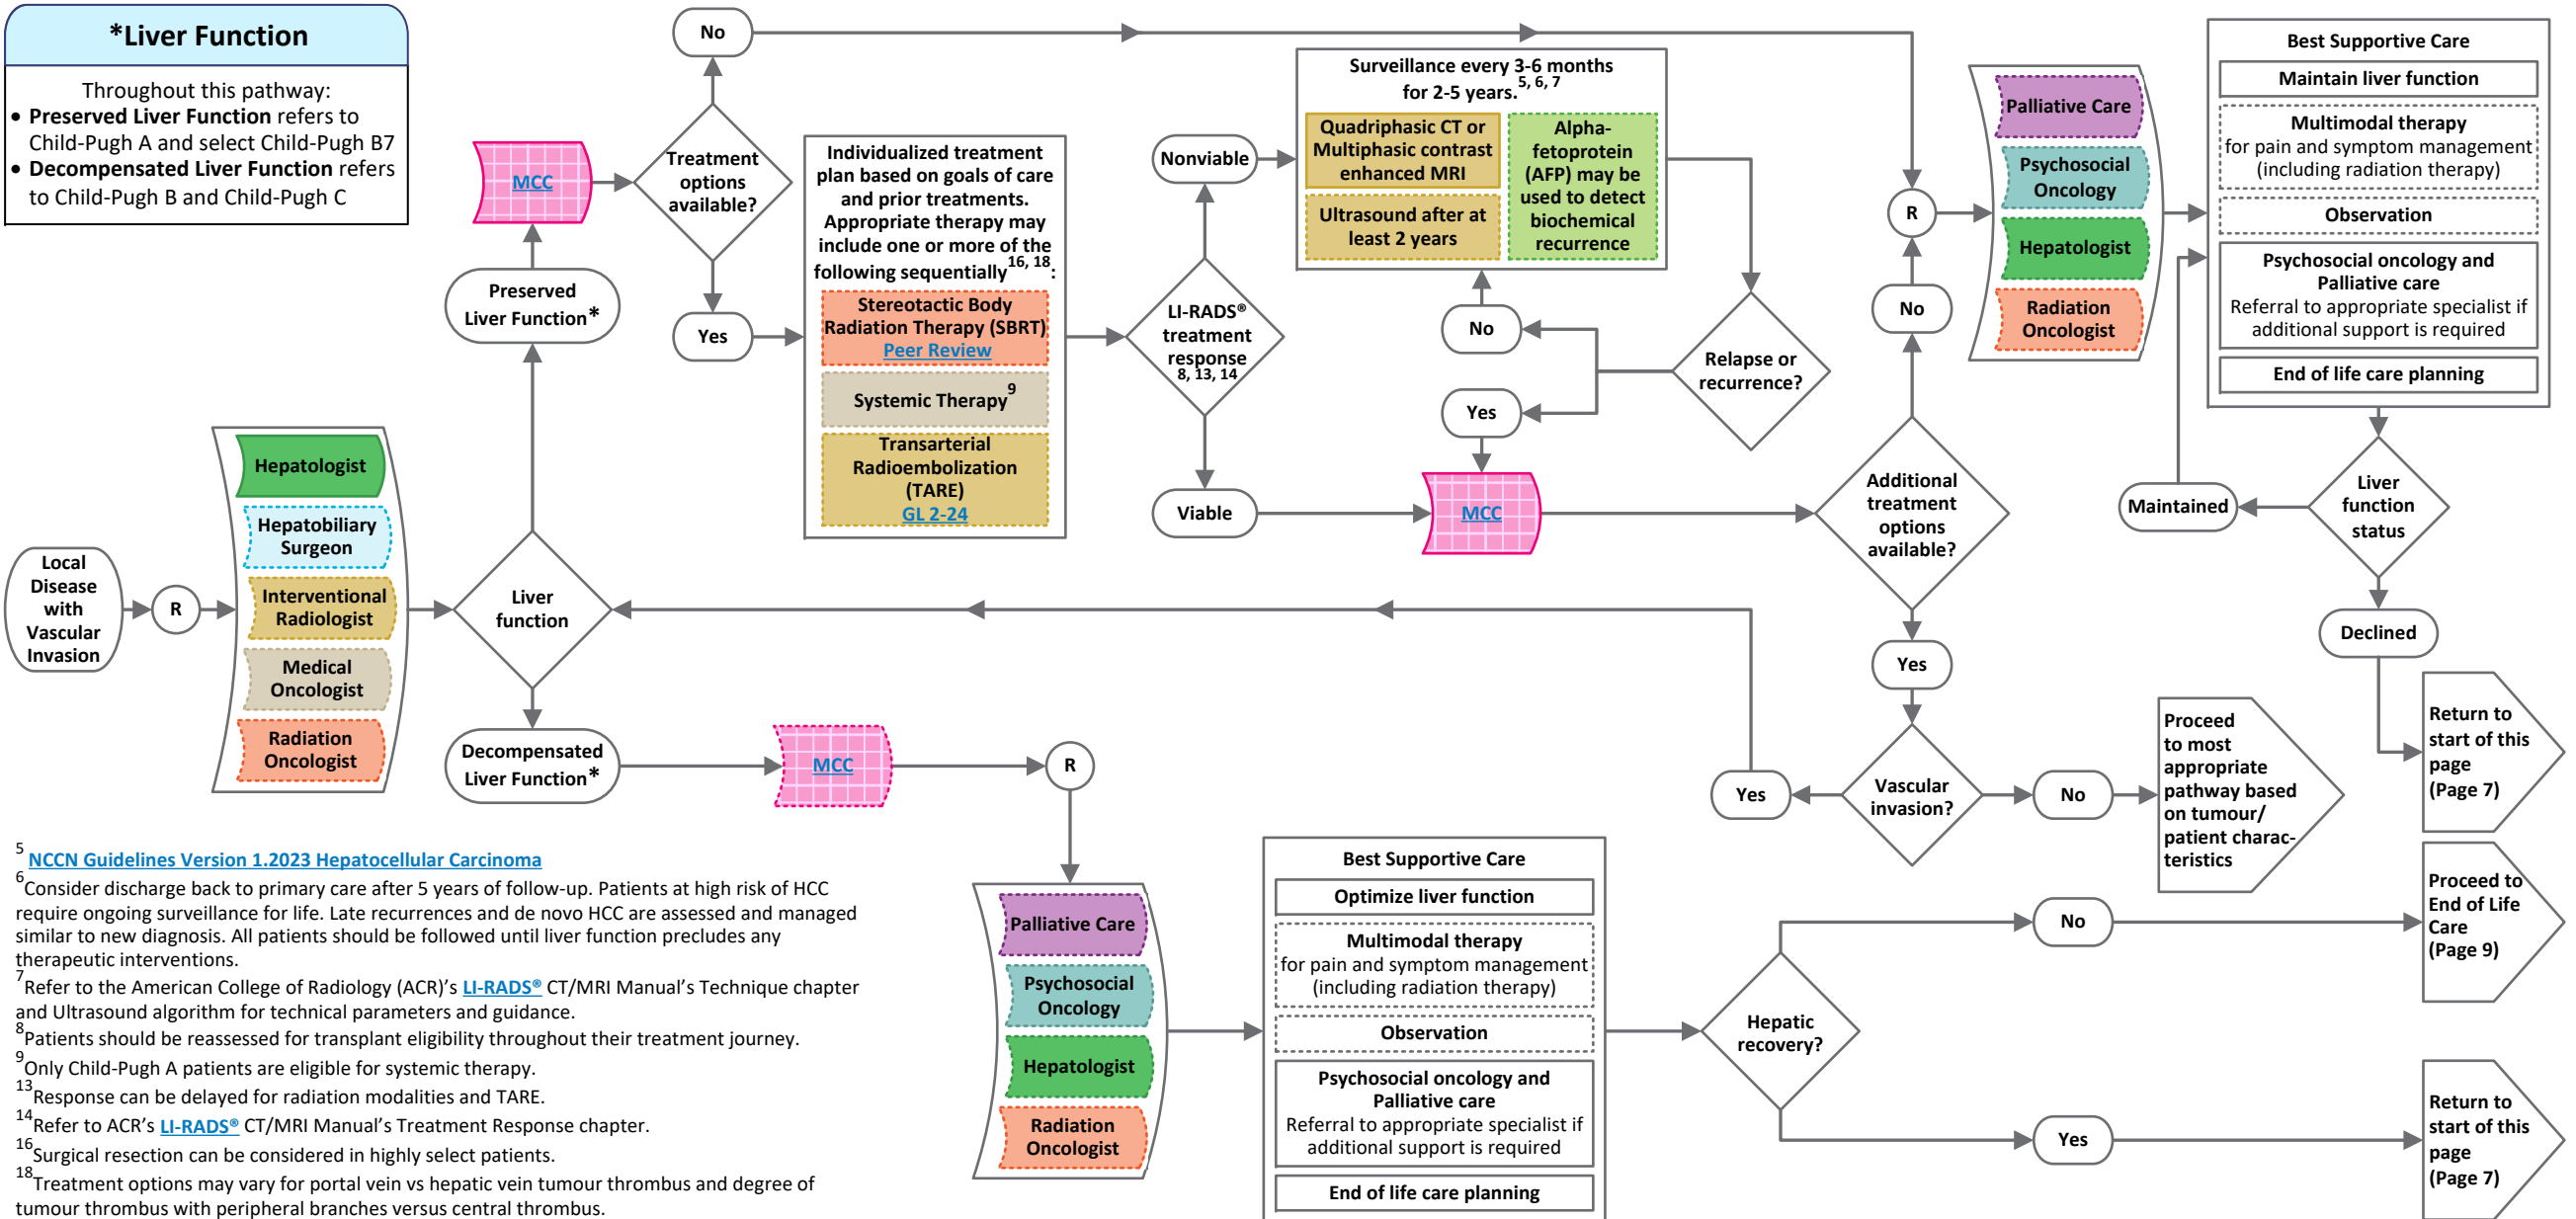 *Liver Function
Throughout this pathway:
• Preserved Liver Function refers to
Child-Pugh A and select Child-Pugh B7
• Decompensated Liver Function refers
to Child-Pugh B and Child-Pugh C
Local
Disease
with
Vascular
Invasion
R
Hepatologist
Hepatobiliary
Surgeon
Interventional
Radiologist
Medical
Oncologist
Radiation
Oncologist
Liver
function
Preserved
Liver Function*
MCC
Treatment
options
available?
No
Yes
Individualized treatment
plan based on goals of care
and prior treatments.
Appropriate therapy may
include one or more of the
following sequentially16, 18:
Stereotactic Body
Radiation Therapy (SBRT)
Peer Review
Systemic Therapy9
Transarterial
Radioembolization
(TARE)
GL 2-24
LI-RADS®
treatment
response
8, 13, 14
Nonviable
Viable
Surveillance every 3-6 months
for 2-5 years.5, 6, 7
Quadriphasic CT or
Multiphasic contrast
enhanced MRI
Ultrasound after at
least 2 years
Alpha-
fetoprotein
(AFP) may be
used to detect
biochemical
recurrence
Relapse or
recurrence?
No
Yes
MCC
Additional
treatment
options
available?
No
R
Yes
Palliative Care
Psychosocial
Oncology
Hepatologist
Radiation
Oncologist
Best Supportive Care
Maintain liver function
Multimodal therapy
for pain and symptom management
(including radiation therapy)
Observation
Psychosocial oncology and
Palliative care
Referral to appropriate specialist if
additional support is required
End of life care planning
Liver
function
status
Maintained
Declined
Return to
start of this
page
(Page 7)
Vascular
invasion?
Yes
No
Proceed
to most
appropriate
pathway based
on tumour/
patient charac-
teristics
Decompensated
Liver Function*
MCC
R
Palliative Care
Psychosocial
Oncology
Hepatologist
Radiation
Oncologist
Best Supportive Care
Optimize liver function
Multimodal therapy
for pain and symptom management
(including radiation therapy)
Observation
Psychosocial oncology and
Palliative care
Referral to appropriate specialist if
additional support is required
End of life care planning
Hepatic
recovery?
No
Proceed to
End of Life
Care
(Page 9)
Yes
Return to
start of this
page
(Page 7)
5 NCCN Guidelines Version 1.2023 Hepatocellular Carcinoma
6Consider discharge back to primary care after 5 years of follow-up. Patients at high risk of HCC
require ongoing surveillance for life. Late recurrences and de novo HCC are assessed and managed
similar to new diagnosis. All patients should be followed until liver function precludes any
therapeutic interventions.
7Refer to the American College of Radiology (ACR)'s LI-RADS® CT/MRI Manual's Technique chapter
and Ultrasound algorithm for technical parameters and guidance.
8Patients should be reassessed for transplant eligibility throughout their treatment journey.
9Only Child-Pugh A patients are eligible for systemic therapy.
13Response can be delayed for radiation modalities and TARE.
14Refer to ACR's LI-RADS® CT/MRI Manual's Treatment Response chapter.
16Surgical resection can be considered in highly select patients.
18Treatment options may vary for portal vein vs hepatic vein tumour thrombus and degree of
tumour thrombus with peripheral branches versus central thrombus.